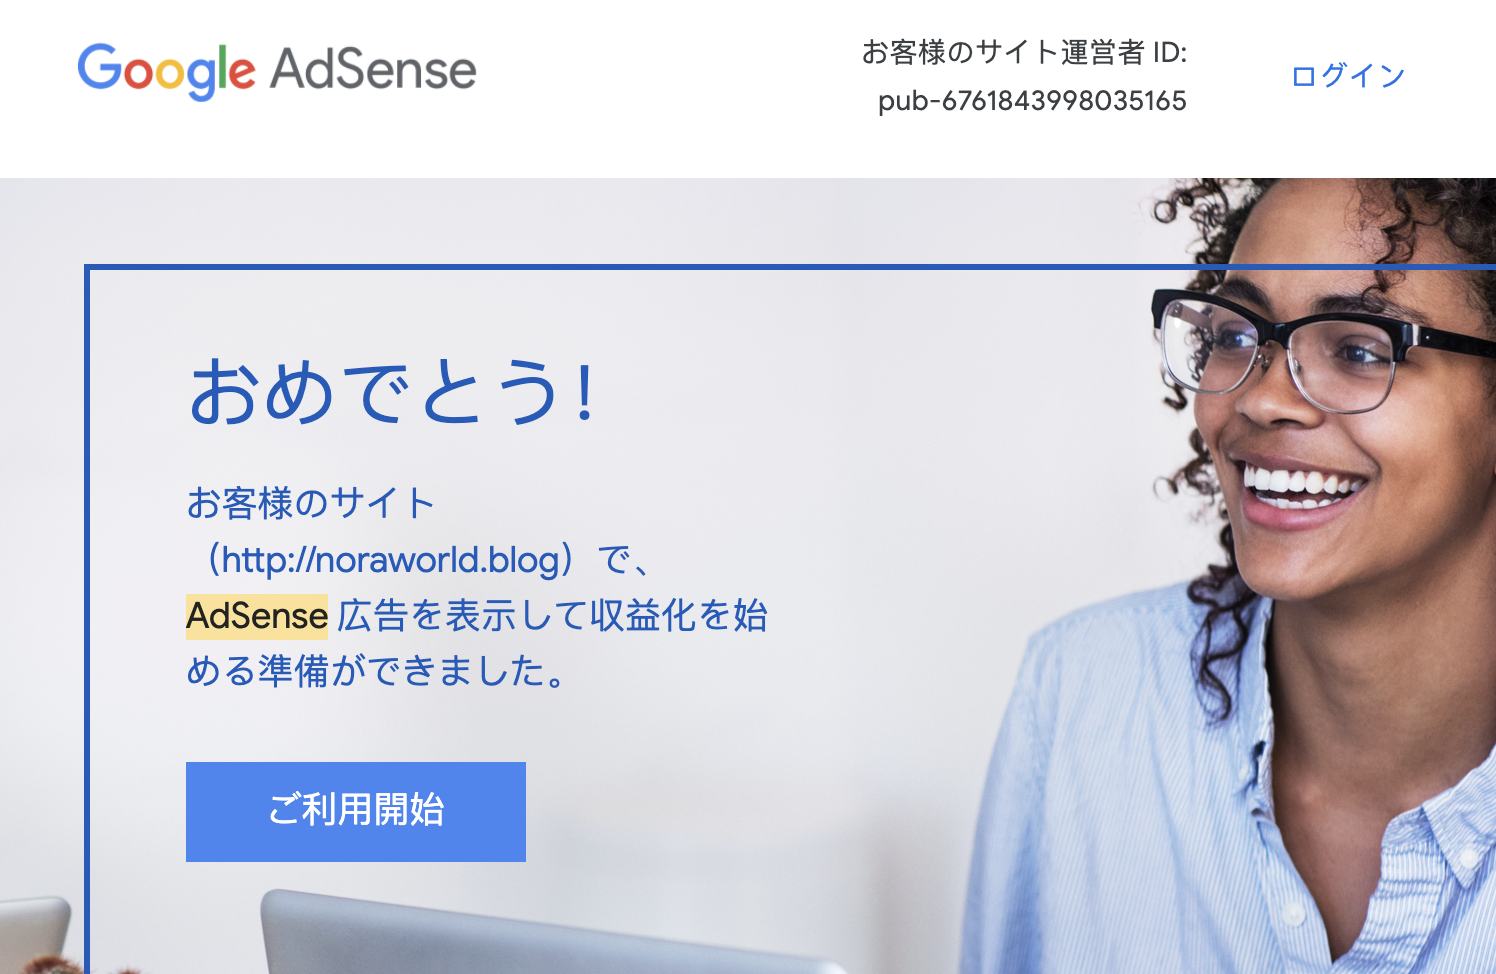 Google AdSense
お客様のサイト運営者 ID:
pub-6761843998035165
ログイン
おめでとう!
お客様のサイト
（http://noraworld.blog）で、
AdSense 広告を表示して収益化を始
める準備ができました。
ご利用開始